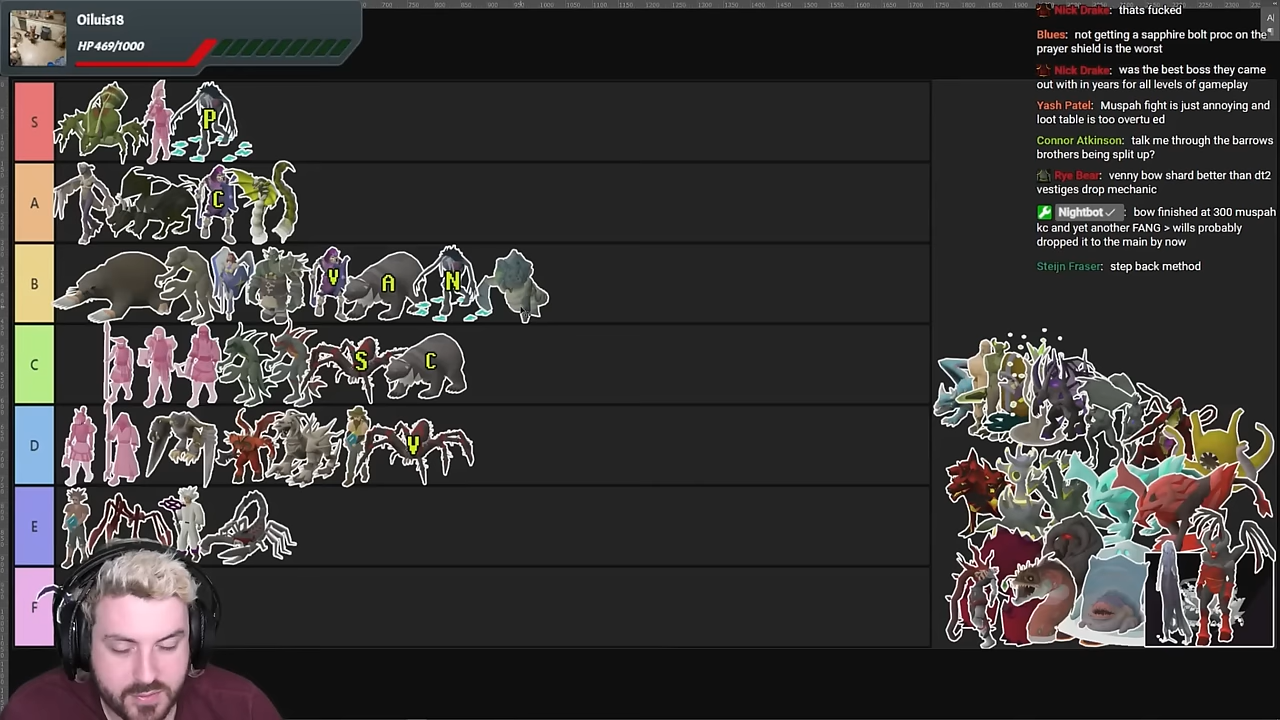 Oiluis18
HP469/1000
Nick Drake: thats fucked
Blues: not getting a sapphire bolt proc on the
prayer shield is the worst
Nick Drake: was the best boss they came
out with in years for all levels of gameplay
Yash Patel: Muspah fight is just annoying and
loot table is too overtu ed
Connor Atkinson: talk me through the barrows
brothers being split up?
Rye Bear: venny bow shard better than dt2
vestiges drop mechanic
Nightbot ✓: bow finished at 300 muspah
kc and yet another FANG > wills probably
dropped it to the main by now
Steijn Fraser: step back method
S
P
A
C
B
V
A
N
C
S
C
D
V
E
F